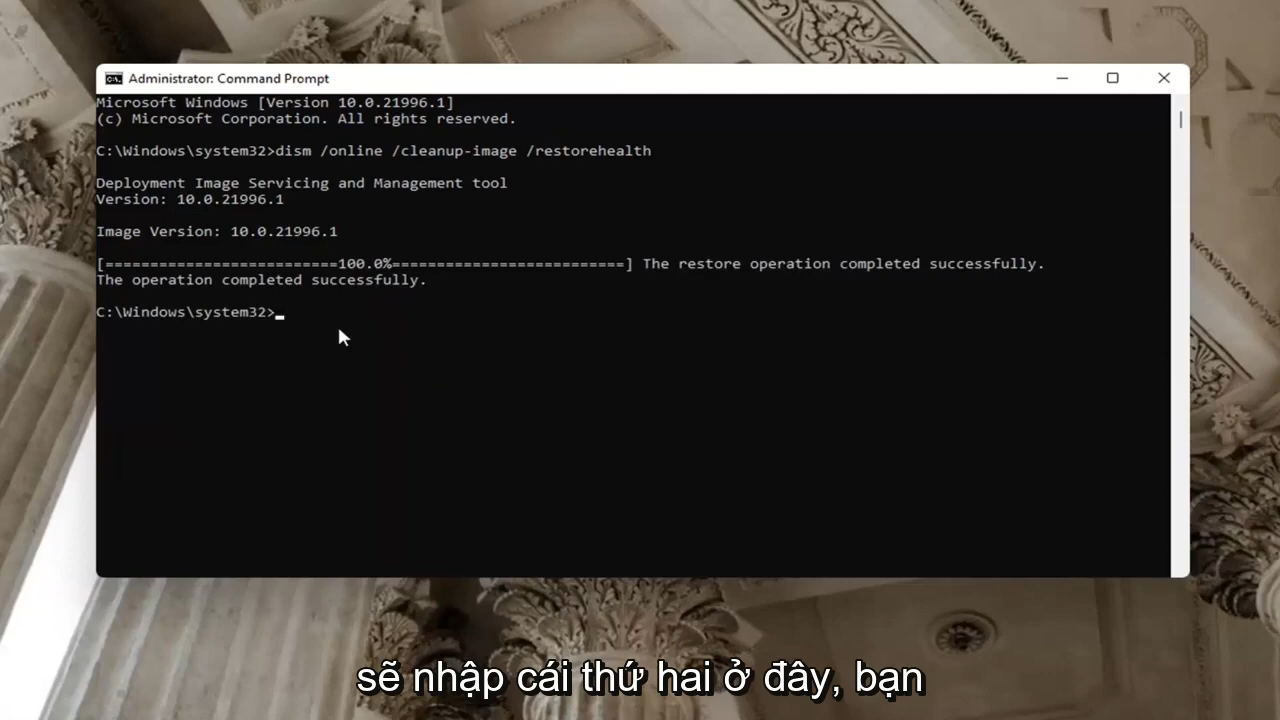 Administrator: Command Prompt
Microsoft Windows [Version 10.0.21996.1]
(c) Microsoft Corporation. All rights reserved.
C:\Windows\system32>dism /online /cleanup-image /restorehealth
Deployment Image Servicing and Management tool
Version: 10.0.21996.1
Image Version: 10.0.21996.1
[==========================100.0%==========================] The restore operation completed successfully.
The operation completed successfully.
C:\Windows\system32>
sẽ nhập cái thứ hai ở đây, bạn